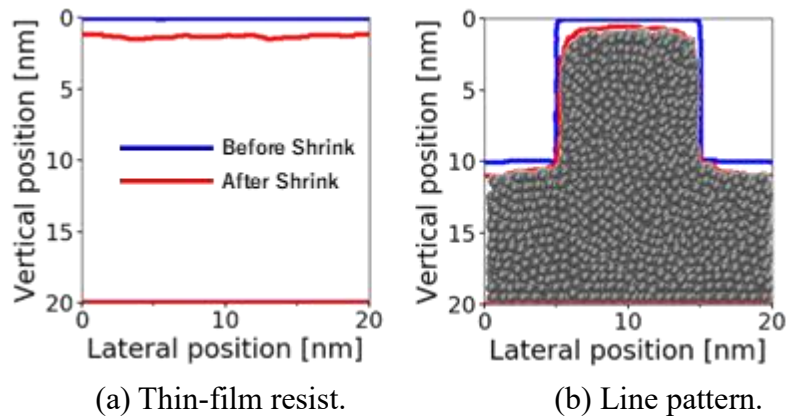 0
5
10
15
20
Vertical position [nm]
Before Shrink
After Shrink
0
10
20
Lateral position [nm]
(a) Thin-film resist.
0
5
10
15
20
Vertical position [nm]
0
10
20
Lateral position [nm]
(b) Line pattern.